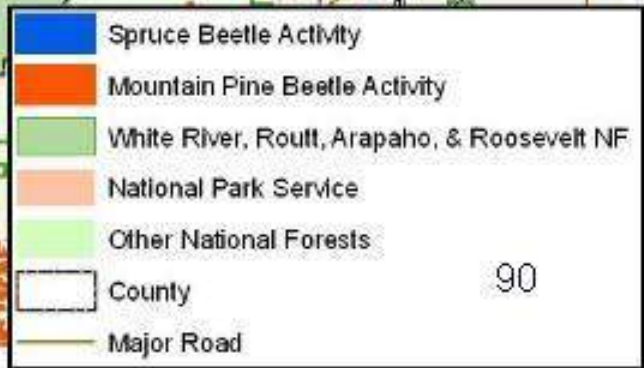 Spruce Beetle Activity
Mountain Pine Beetle Activity
White River, Routt, Arapaho, & Roosevelt NF
National Park Service
Other National Forests
County
90
Major Road